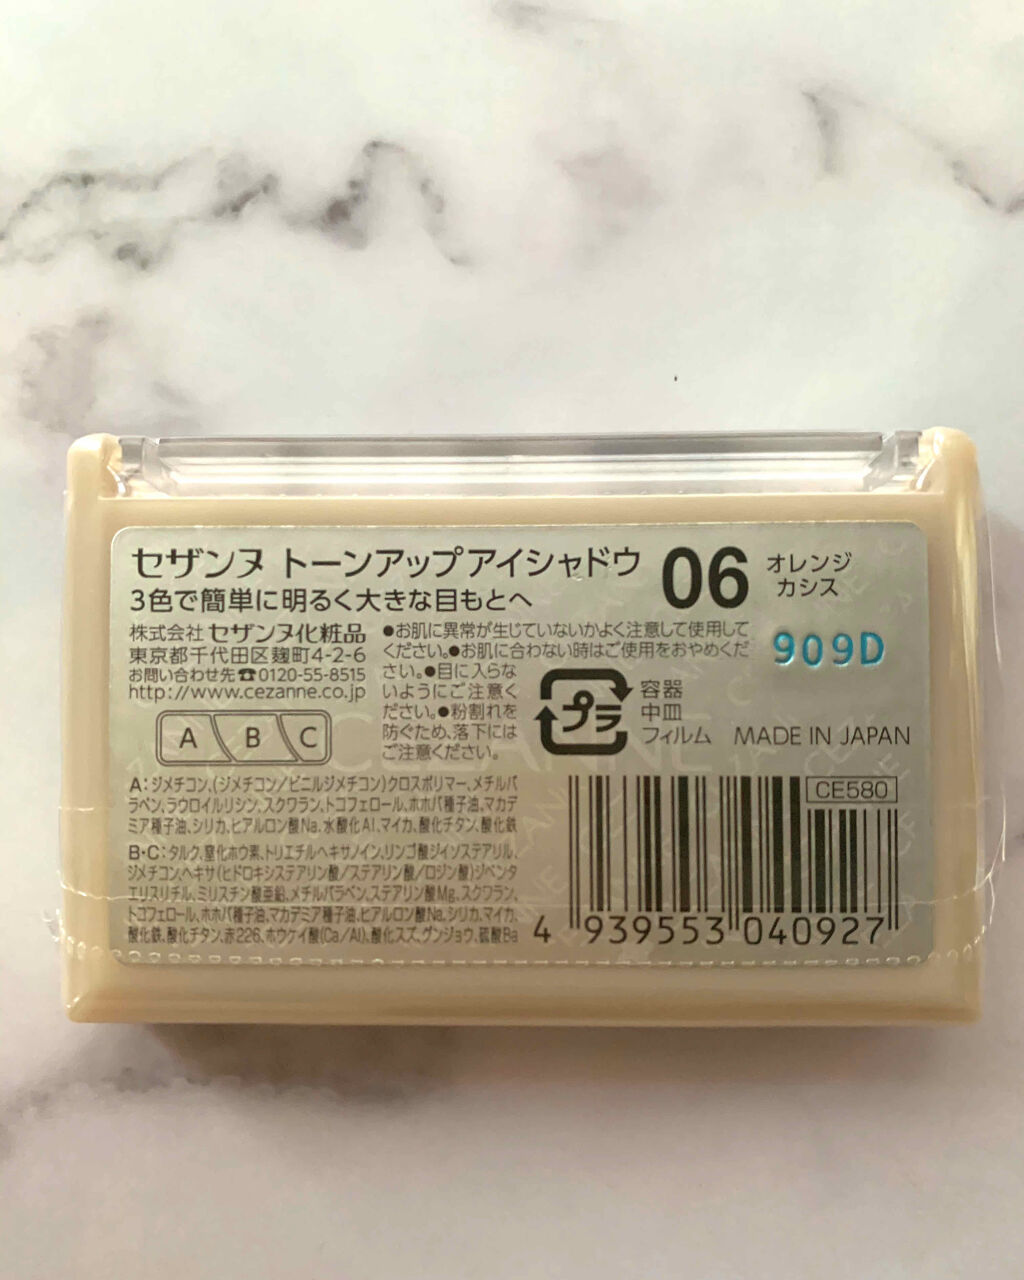 セザンヌ トーンアップアイシャドウ
3色で簡単に明るく大きな目もとへ
06 オレンジ
カシス
株式会社 セザンヌ化粧品
東京都千代田区麹町4-2-6
お問い合わせ先☎0120-55-8515
http://www.cezanne.co.jp
●お肌に異常が生じていないかよく注意して使用して
ください。●お肌に合わない時はご使用をおやめくだ
さい。●目に入らな
いようにご注意く
ださい。●粉割れを
防ぐため、落下には
ご注意ください。
909D
プラ
容器
中皿
フィルム
MADE IN JAPAN
A B C
A:ジメチコン、(ジメチコン/ビニルジメチコン)クロスポリマー、メチルパ
ラベン、ラウロイルリシン、スクワラン、トコフェロール、ホホバ種子油、マカデ
ミア種子油、シリカ、ヒアルロン酸Na、水酸化Al、マイカ、酸化チタン、酸化鉄
B・C:タルク、窒化ホウ素、トリエチルヘキサノイン、リンゴ酸ジイソステアリル、
ジメチコン、ヘキサ(ヒドロキシステアリン酸/ステアリン酸/ロジン酸)ジペンタ
エリスリチル、ミリスチン酸亜鉛、メチルパラベン、ステアリン酸Mg、スクワラン、
トコフェロール、ホホバ種子油、マカデミア種子油、ヒアルロン酸Na、シリカ、マイカ、
酸化鉄、酸化チタン、赤226、ホウケイ酸(Ca/Al)、酸化スズ、グンジョウ、硫酸Ba
CE580
4 939553 040927